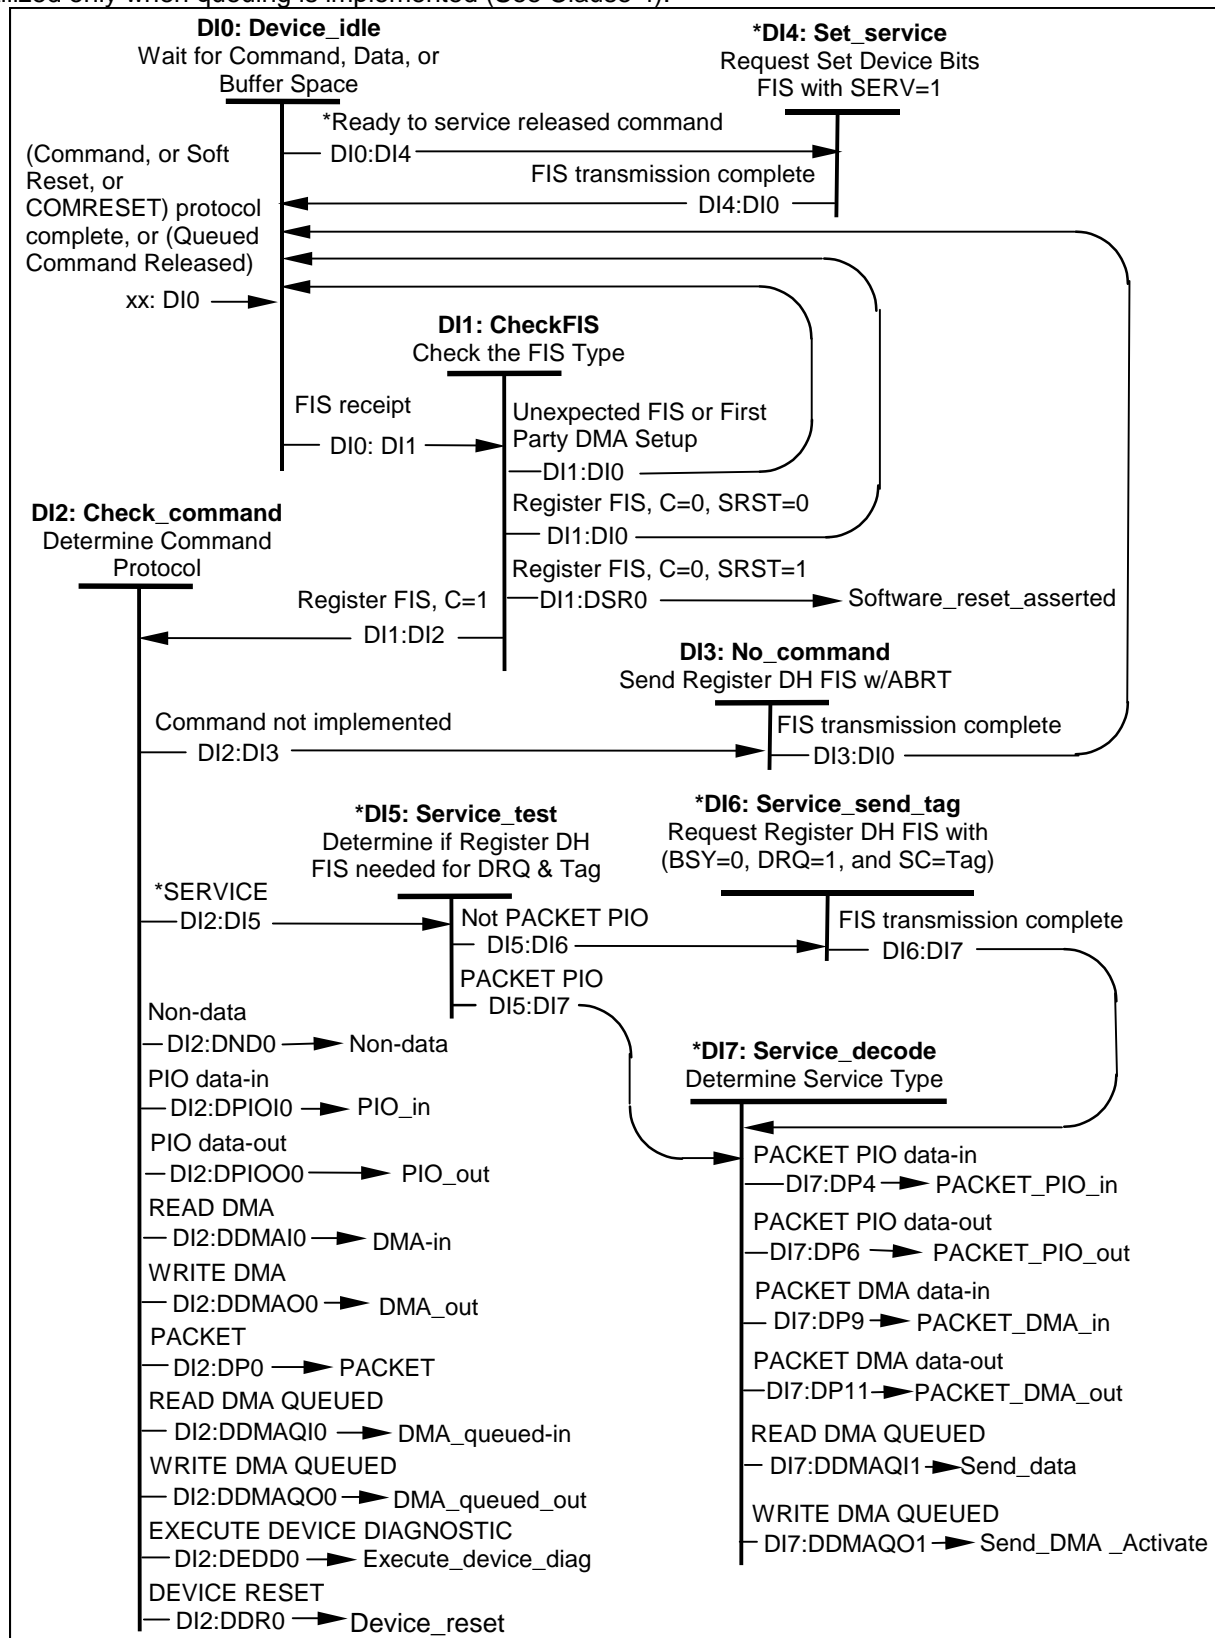 ilized only when queuing is implemented (See Clause 4).
DI0: Device_idle
Wait for Command, Data, or
Buffer Space
*DI4: Set_service
Request Set Device Bits
FIS with SERV=1
*Ready to service released command
DI0:DI4
FIS transmission complete
DI4:DI0
(Command, or Soft
Reset, or
COMRESET) protocol
complete, or (Queued
Command Released)
xx: DI0
DI1: CheckFIS
Check the FIS Type
FIS receipt
DI0: DI1
Unexpected FIS or First
Party DMA Setup
DI1:DI0
Register FIS, C=0, SRST=0
DI1:DI0
Register FIS, C=0, SRST=1
DI1:DSR0
Software_reset_asserted
Register FIS, C=1
DI1:DI2
DI2: Check_command
Determine Command
Protocol
DI3: No_command
Send Register DH FIS w/ABRT
Command not implemented
DI2:DI3
FIS transmission complete
DI3:DI0
*DI5: Service_test
Determine if Register DH
FIS needed for DRQ & Tag
*DI6: Service_send_tag
Request Register DH FIS with
(BSY=0, DRQ=1, and SC=Tag)
*SERVICE
DI2:DI5
Not PACKET PIO
DI5:DI6
PACKET PIO
DI5:DI7
FIS transmission complete
DI6:DI7
Non-data
DI2:DND0
Non-data
PIO data-in
DI2:DPIOI0
PIO_in
PIO data-out
DI2:DPIOO0
PIO_out
READ DMA
DI2:DDMAI0
DMA-in
WRITE DMA
DI2:DDMAO0
DMA_out
PACKET
DI2:DP0
PACKET
READ DMA QUEUED
DI2:DDMAQI0
DMA_queued-in
WRITE DMA QUEUED
DI2:DDMAQO0
DMA_queued_out
EXECUTE DEVICE DIAGNOSTIC
DI2:DEDD0
Execute_device_diag
DEVICE RESET
DI2:DDR0
Device_reset
*DI7: Service_decode
Determine Service Type
PACKET PIO data-in
DI7:DP4
PACKET_PIO_in
PACKET PIO data-out
DI7:DP6
PACKET_PIO_out
PACKET DMA data-in
DI7:DP9
PACKET_DMA_in
PACKET DMA data-out
DI7:DP11
PACKET_DMA_out
READ DMA QUEUED
DI7:DDMAQI1
Send_data
WRITE DMA QUEUED
DI7:DDMAQO1
Send_DMA _Activate